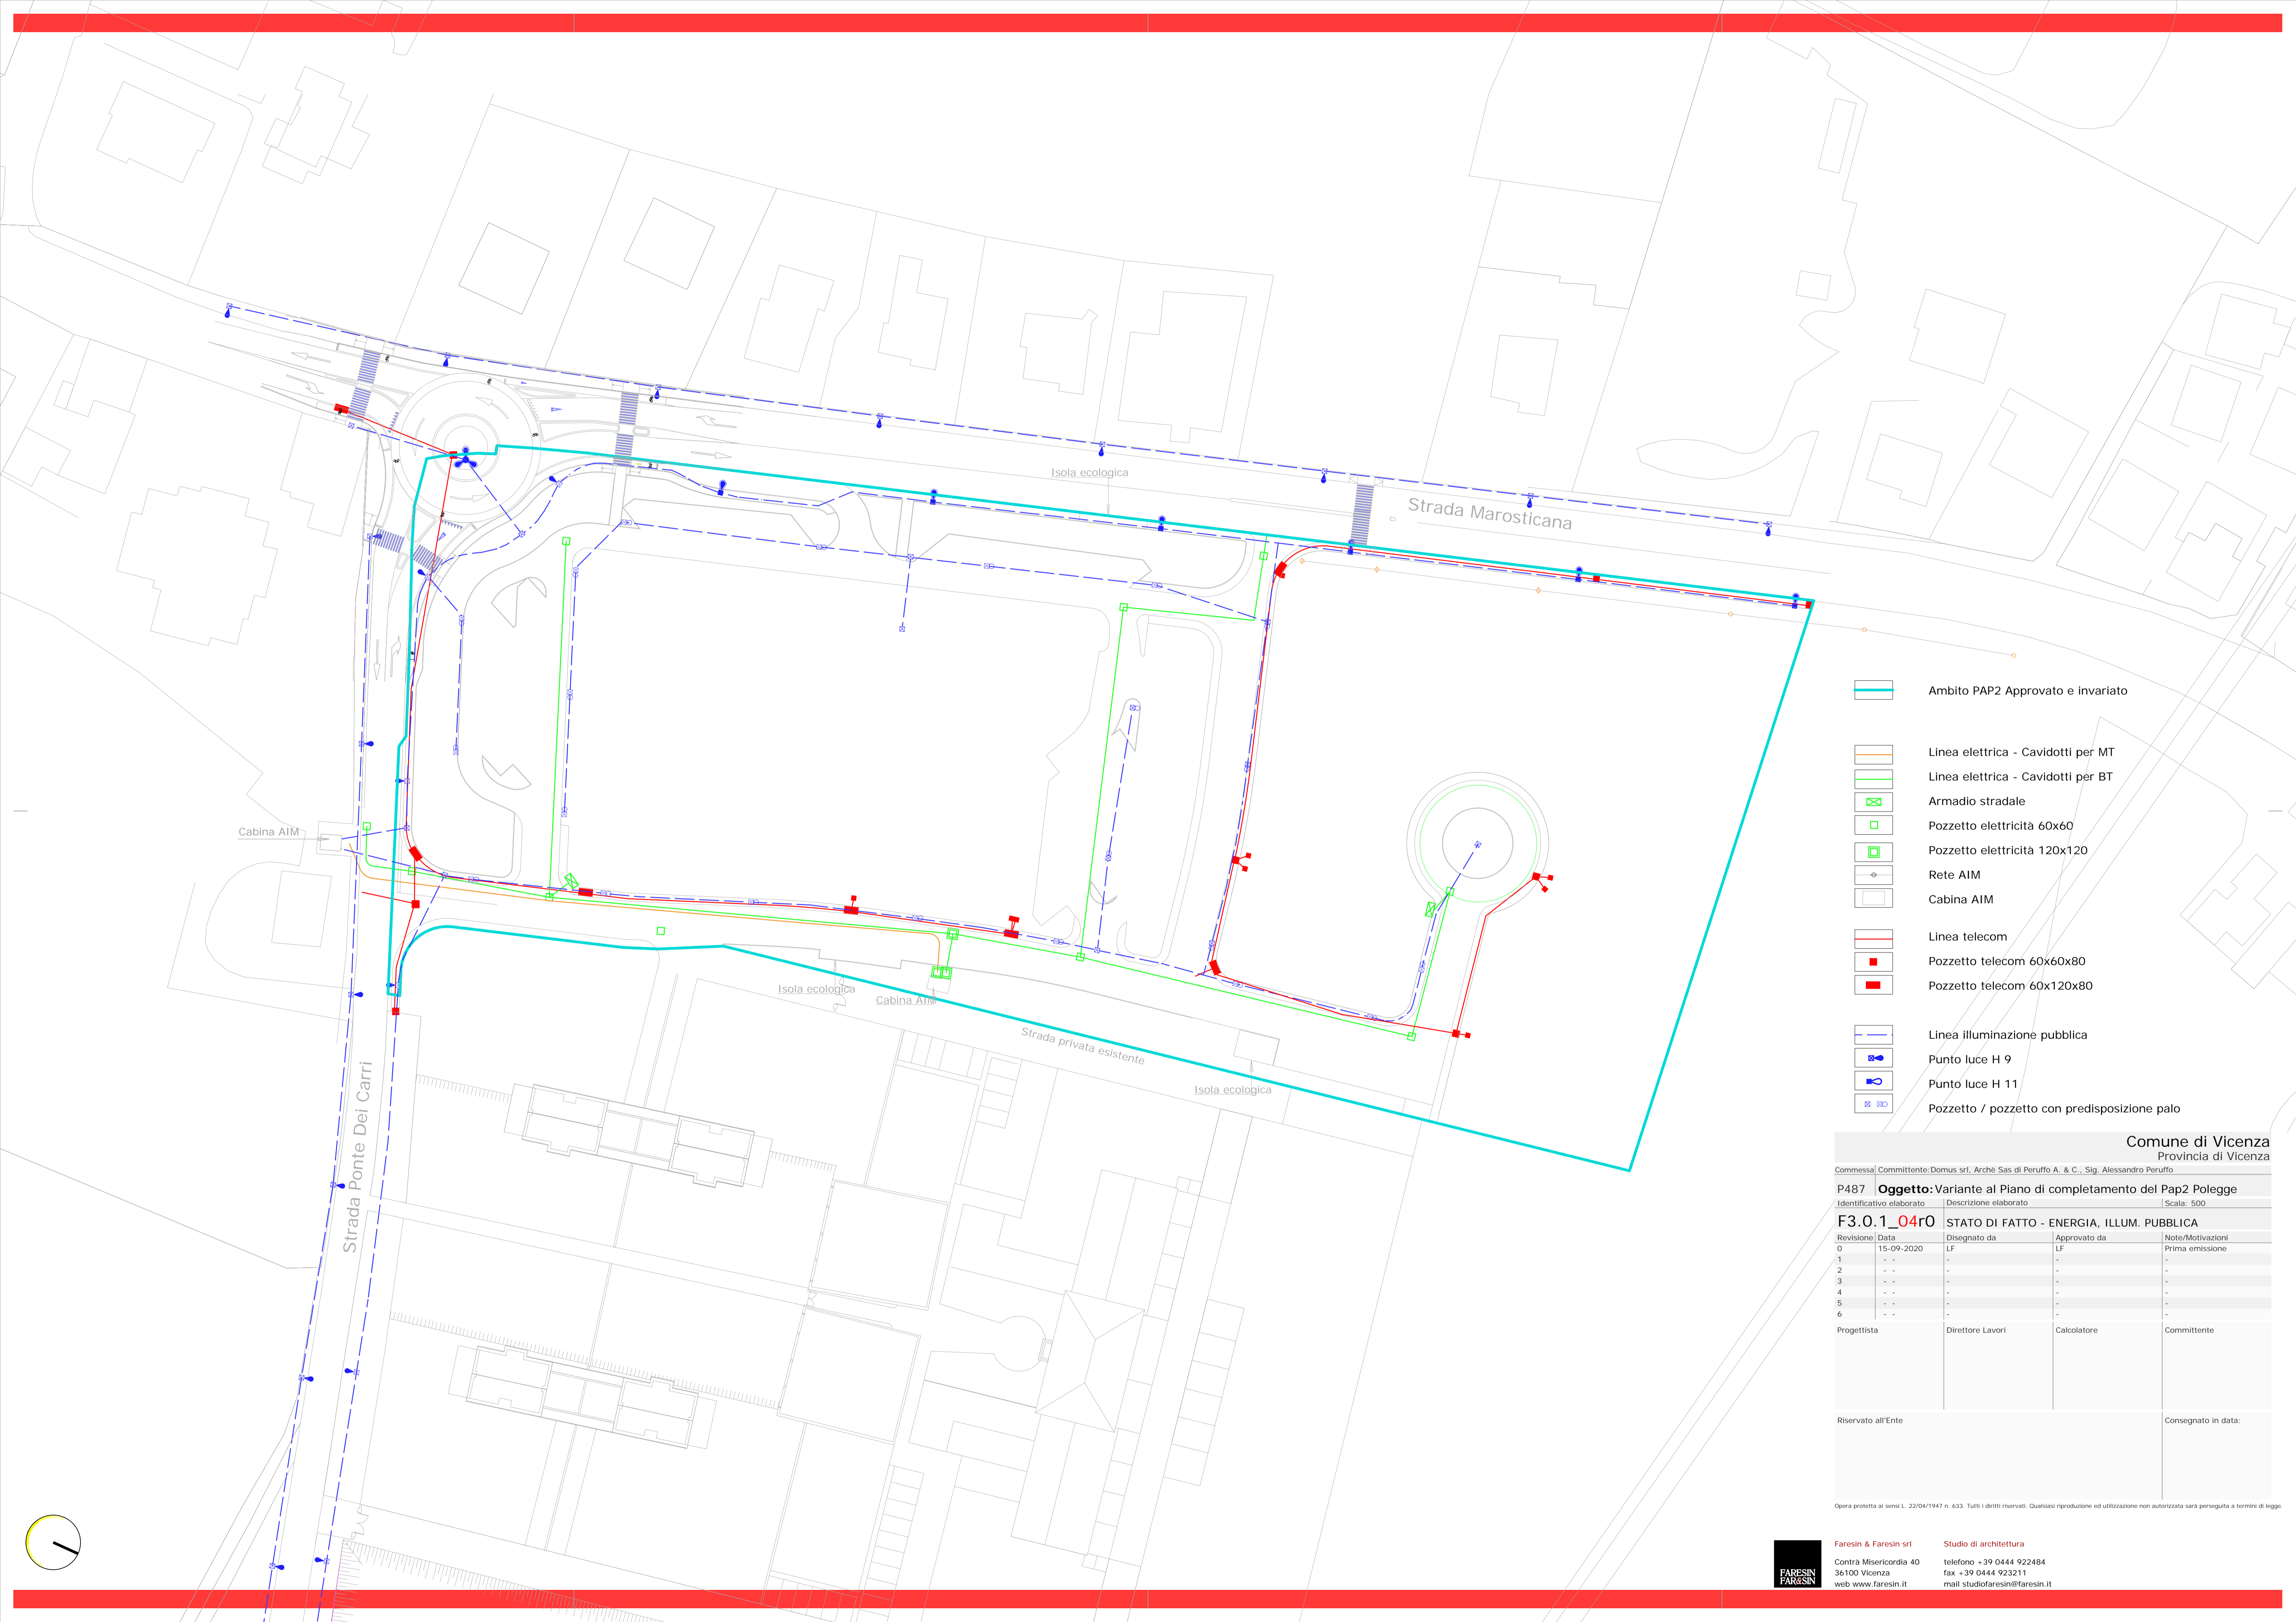 Isola ecologica
Strada Marosticana
Cabina AIM
Isola ecologica
Cabina AIM
Strada privata esistente
Isola ecologica
Strada Ponte Dei Carri
Ambito PAP2 Approvato e invariato
Linea elettrica - Cavidotti per MT
Linea elettrica - Cavidotti per BT
Armadio stradale
Pozzetto elettricità 60x60
Pozzetto elettricità 120x120
Rete AIM
Cabina AIM
Linea telecom
Pozzetto telecom 60x60x80
Pozzetto telecom 60x120x80
Linea illuminazione pubblica
Punto luce H 9
Punto luce H 11
Pozzetto / pozzetto con predisposizione palo
Comune di Vicenza
Provincia di Vicenza
Commessa Committente: Domus srl, Archè Sas di Peruffo A. & C., Sig. Alessandro Peruffo
P487 Oggetto: Variante al Piano di completamento del Pap2 Polegge
Identificativo elaborato Descrizione elaborato Scala: 500
F3.0.1_04r0 STATO DI FATTO - ENERGIA, ILLUM. PUBBLICA
Revisione Data Disegnato da Approvato da Note/Motivazioni
0 15-09-2020 LF LF Prima emissione
1 - - - - -
2 - - - - -
3 - - - - -
4 - - - - -
5 - - - - -
6 - - - - -
Progettista Direttore Lavori Calcolatore Committente
Riservato all'Ente Consegnato in data:
Opera protetta ai sensi L. 22/04/1947 n. 633. Tutti i diritti riservati. Qualsiasi riproduzione ed utilizzazione non autorizzata sarà perseguita a termini di legge.
FARESIN
FAR&SIN
Faresin & Faresin srl Studio di architettura
Contrà Misericordia 40 telefono +39 0444 922484
36100 Vicenza fax +39 0444 923211
web www.faresin.it mail studiofaresin@faresin.it